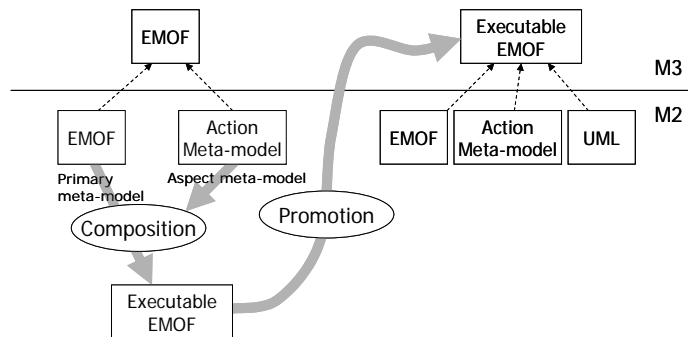 EMOF
Executable
EMOF
M3
M2
EMOF
Action
Meta-model
EMOF
Action
Meta-model
UML
Primary
meta-model
Aspect meta-model
Composition
Promotion
Executable
EMOF